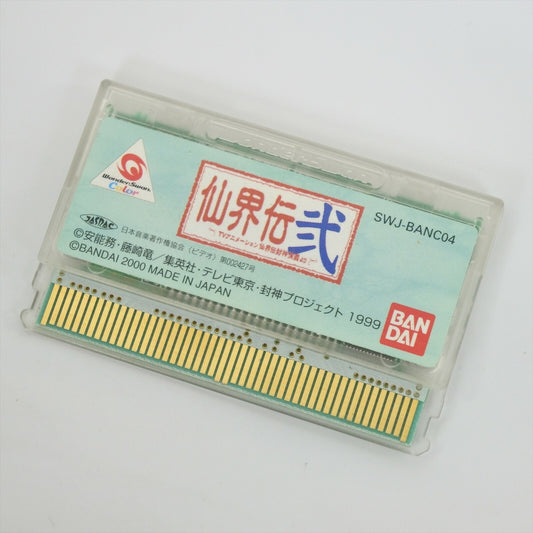 WonderSwan
Color
仙界伝 弐
TVアニメーション 仙界伝封神演義より
SWJ-BANC04
JASRAC
日本音楽著作権協会(ビデオ)第002427号
©安能務・藤崎竜/集英社・テレビ東京・封神プロジェクト 1999
©BANDAI 2000 MADE IN JAPAN
BAN
DAI